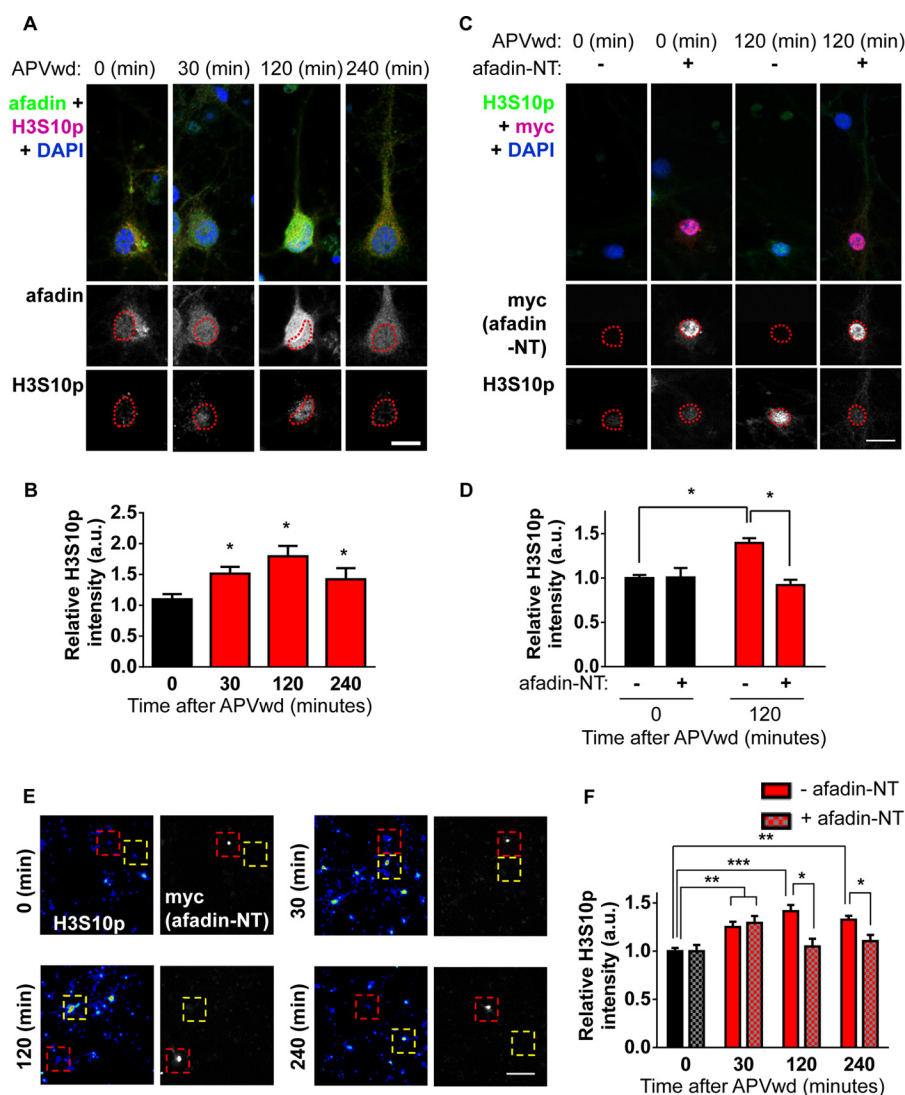 A
APVwd: 0 (min) 30 (min) 120 (min) 240 (min)
afadin +
H3S10p
+ DAPI
afadin
H3S10p
B
Relative H3S10p
intensity (a.u.)
2.5
2.0
1.5
1.0
0.5
0.0
* * *
0 30 120 240
Time after APVwd (minutes)
C
APVwd: 0 (min) 0 (min) 120 (min) 120 (min)
afadin-NT: - + - +
H3S10p
+ myc
+ DAPI
myc
(afadin
-NT)
H3S10p
D
Relative H3S10p
intensity (a.u.)
1.5
1.0
0.5
0.0
* *
afadin-NT: - + - +
0 120
Time after APVwd (minutes)
E
0 (min)
H3S10p
myc
(afadin-NT)
30 (min)
120 (min)
240 (min)
F
- afadin-NT
+ afadin-NT
Relative H3S10p
intensity (a.u.)
1.5
1.0
0.5
0.0
**
***
** * *
0 30 120 240
Time after APVwd (minutes)